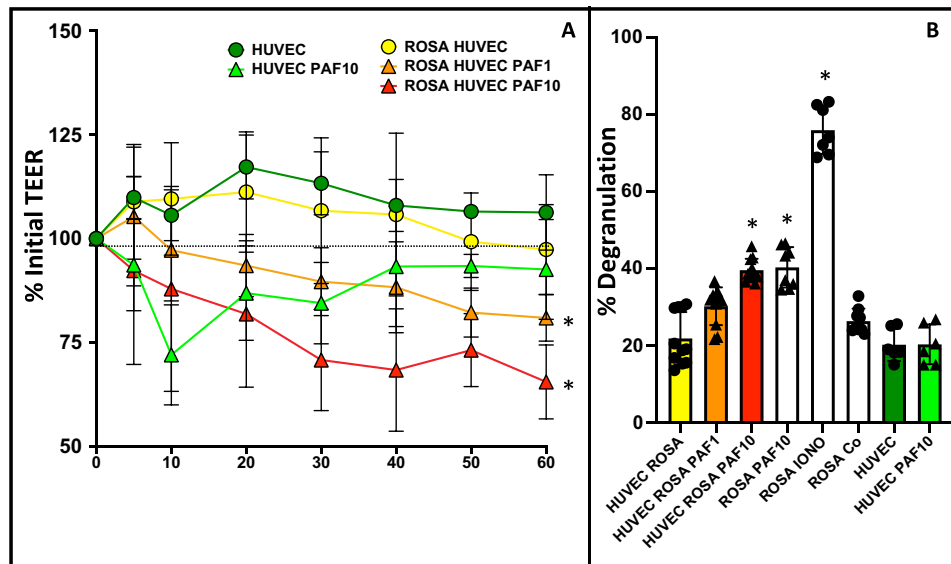 A
HUVEC
HUVEC PAF10
ROSA HUVEC
ROSA HUVEC PAF1
ROSA HUVEC PAF10
% Initial TEER
150
125
100
75
50
0
10
20
30
40
50
60
*
*
B
% Degranulation
100
80
60
40
20
0
*
*
*
HUVEC ROSA
HUVEC ROSA PAF1
HUVEC ROSA PAF10
ROSA PAF10
ROSA IONO
ROSA Co
HUVEC
HUVEC PAF10